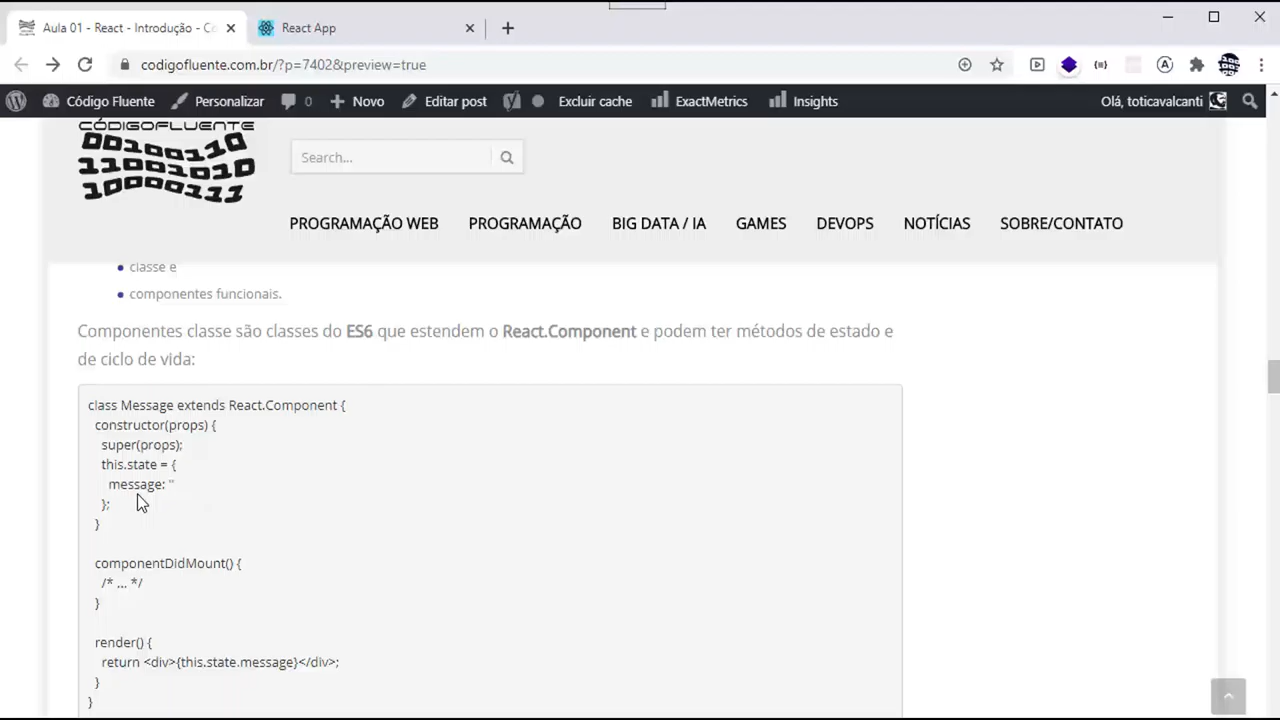 Aula 01 - React - Introdução - Có
React App
codigofluente.com.br/?p=7402&preview=true
Código Fluente
Personalizar
0
Novo
Editar post
Excluir cache
ExactMetrics
Insights
Olá, toticavalcanti
CÓDIGOFLUENTE
00100110
11001010
10000111
Search...
PROGRAMAÇÃO WEB
PROGRAMAÇÃO
BIG DATA / IA
GAMES
DEVOPS
NOTÍCIAS
SOBRE/CONTATO
classe e
componentes funcionais.
Componentes classe são classes do ES6 que estendem o React.Component e podem ter métodos de estado e
de ciclo de vida:
class Message extends React.Component {
constructor(props) {
super(props);
this.state = {
message: ''
};
}
componentDidMount() {
/* ... */
}
render() {
return <div>{this.state.message}</div>;
}
}